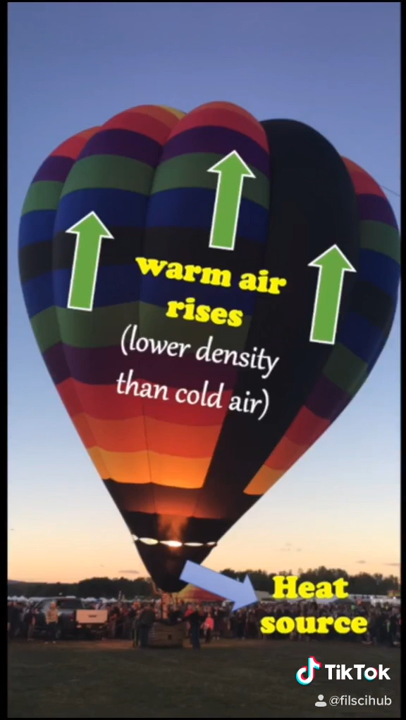 warm air
rises
(lower density
than cold air)
Heat
source
TikTok
@filscihub